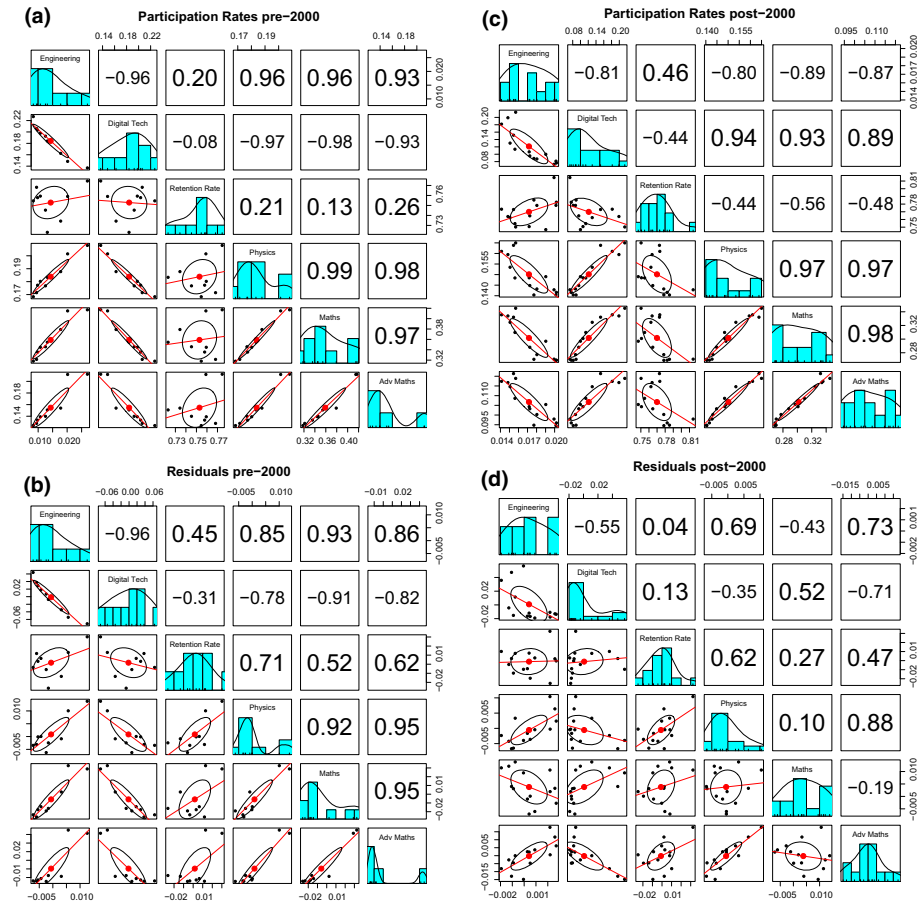 (a)
Participation Rates pre−2000
0.14 0.18 0.22
0.17 0.19
0.14 0.18
Engineering
−0.96
0.20
0.96
0.96
0.93
0.010 0.020
0.14 0.18 0.22
Digital Tech
−0.08
−0.97
−0.98
−0.93
Retention Rate
0.21
0.13
0.26
0.73 0.76
0.17 0.19
Physics
0.99
0.98
Maths
0.97
0.32 0.38
0.14 0.18
Adv Maths
0.010 0.020
0.73 0.75 0.77
0.32 0.36 0.40
(c)
Participation Rates post−2000
0.08 0.14 0.20
0.140 0.155
0.095 0.110
Engineering
−0.81
0.46
−0.80
−0.89
−0.87
0.014 0.017 0.020
0.08 0.14 0.20
Digital Tech
−0.44
0.94
0.93
0.89
Retention Rate
−0.44
−0.56
−0.48
0.75 0.78 0.81
0.140 0.155
Physics
0.97
0.97
Maths
0.98
0.28 0.32
0.095 0.110
Adv Maths
0.014 0.017 0.020
0.75 0.78 0.81
0.28 0.32
(b)
Residuals pre−2000
−0.06 0.00 0.06
−0.005 0.010
−0.01 0.02
Engineering
−0.96
0.45
0.85
0.93
0.86
−0.005 0.010
−0.06 0.02
Digital Tech
−0.31
−0.78
−0.91
−0.82
Retention Rate
0.71
0.52
0.62
−0.02 0.01
−0.005 0.010
Physics
0.92
0.95
Maths
0.95
−0.02 0.01
−0.01 0.02
Adv Maths
−0.005 0.010
−0.02 0.01
−0.02 0.01
(d)
Residuals post−2000
−0.02 0.02
−0.005 0.005
−0.015 0.005
Engineering
−0.55
0.04
0.69
−0.43
0.73
−0.002 0.001
−0.02 0.02
Digital Tech
0.13
−0.35
0.52
−0.71
Retention Rate
0.62
0.27
0.47
−0.02 0.01
−0.005 0.005
Physics
0.10
0.88
Maths
−0.19
−0.005 0.010
−0.015 0.005
Adv Maths
−0.002 0.001
−0.02 0.01
−0.005 0.010